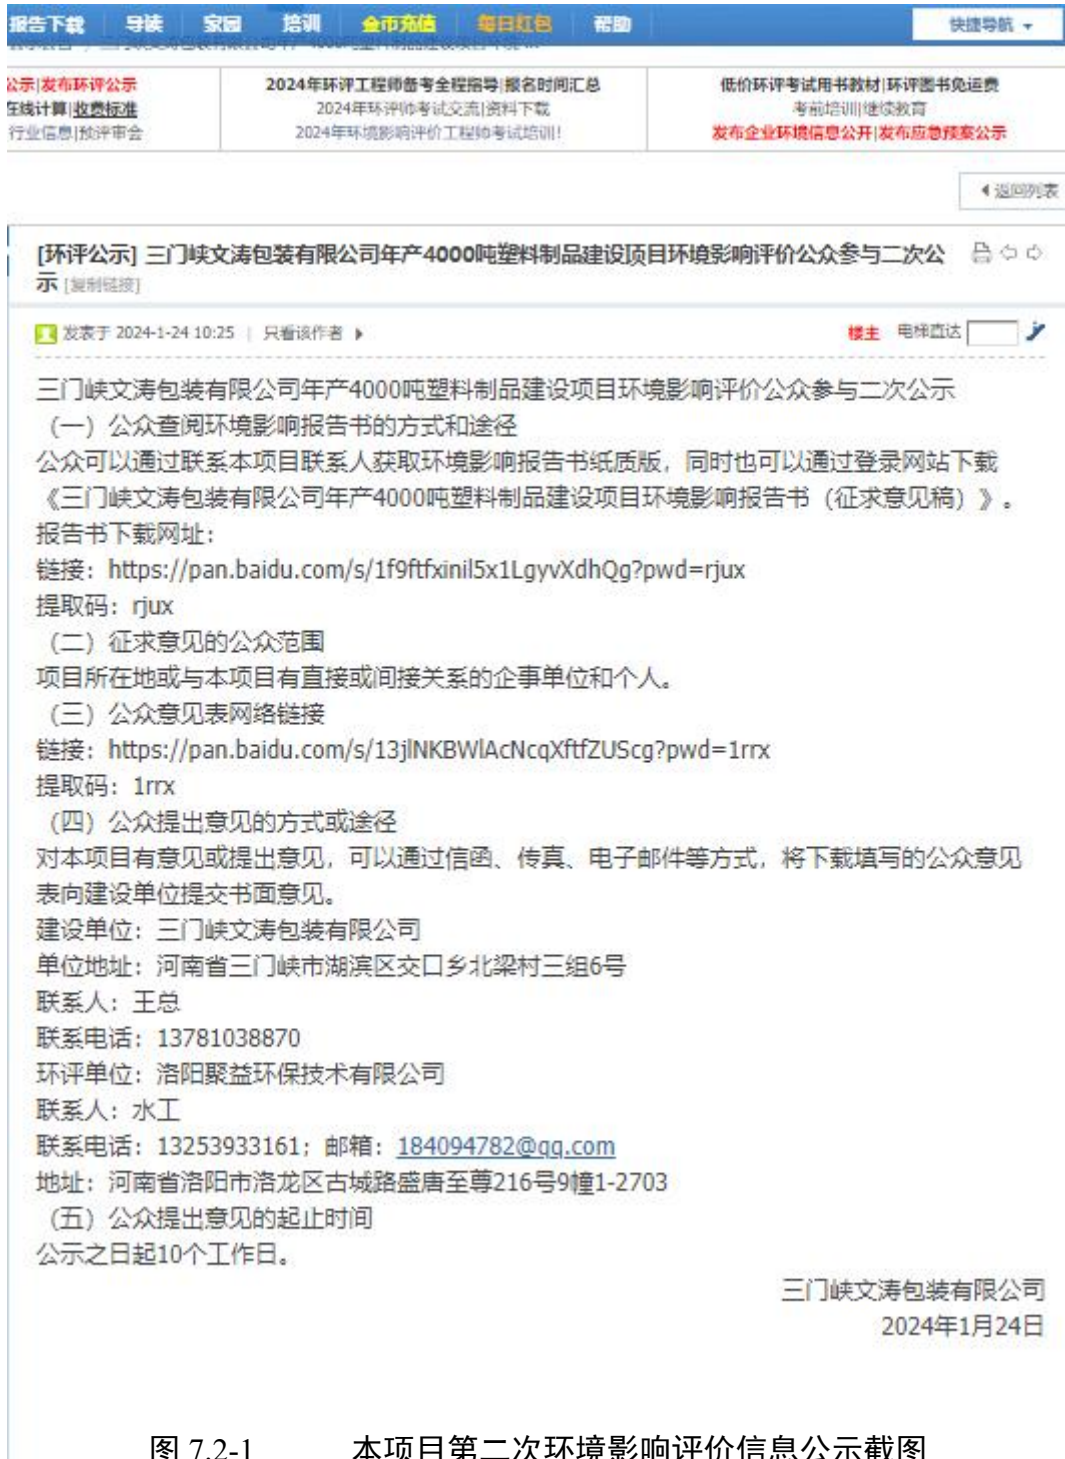 报告下载 导读 家园 培训 金币充值 每日红包 帮助 快捷导航
公示|发布环评公示 2024年环评工程师备考全程指导|报名时间汇总 低价环评考试用书教材|环评图书免运费
在线计算|收费标准 2024年环评师考试交流|资料下载 考前培训|继续教育
行业信息|预评审会 2024年环境影响评价工程师考试培训! 发布企业环境信息公开|发布应急预案公示
返回列表
[环评公示] 三门峡文涛包装有限公司年产4000吨塑料制品建设项目环境影响评价公众参与二次公
示 [复制链接]
发表于 2024-1-24 10:25 | 只看该作者 楼主 电梯直达
三门峡文涛包装有限公司年产4000吨塑料制品建设项目环境影响评价公众参与二次公示
（一）公众查阅环境影响报告书的方式和途径
公众可以通过联系本项目联系人获取环境影响报告书纸质版，同时也可以通过登录网站下载
《三门峡文涛包装有限公司年产4000吨塑料制品建设项目环境影响报告书（征求意见稿）》。
报告书下载网址：
链接：https://pan.baidu.com/s/1f9ftfxinil5x1LgyvXdhQg?pwd=rjux
提取码：rjux
（二）征求意见的公众范围
项目所在地或与本项目有直接或间接关系的企事业单位和个人。
（三）公众意见表网络链接
链接：https://pan.baidu.com/s/13jlNKBWlAcNcqXftfZUScg?pwd=1rrx
提取码：1rrx
（四）公众提出意见的方式或途径
对本项目有意见或提出意见，可以通过信函、传真、电子邮件等方式，将下载填写的公众意见
表向建设单位提交书面意见。
建设单位：三门峡文涛包装有限公司
单位地址：河南省三门峡市湖滨区交口乡北梁村三组6号
联系人：王总
联系电话：13781038870
环评单位：洛阳聚益环保技术有限公司
联系人：水工
联系电话：13253933161；邮箱：184094782@qq.com
地址：河南省洛阳市洛龙区古城路盛唐至尊216号9幢1-2703
（五）公众提出意见的起止时间
公示之日起10个工作日。
三门峡文涛包装有限公司
2024年1月24日
图 7.2-1 本项目第二次环境影响评价信息公示截图